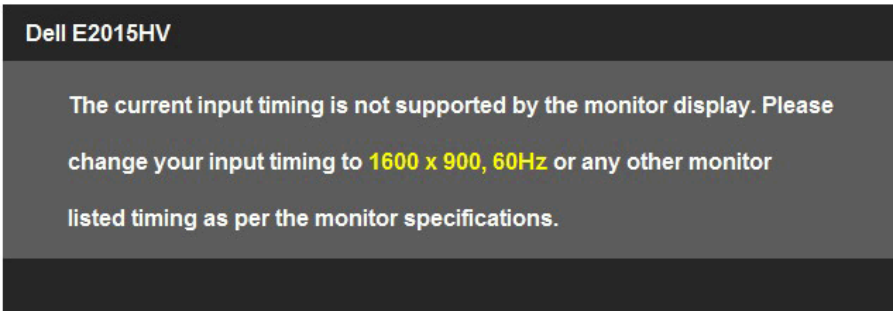 Dell E2015HV
The current input timing is not supported by the monitor display. Please
change your input timing to 1600 x 900, 60Hz or any other monitor
listed timing as per the monitor specifications.